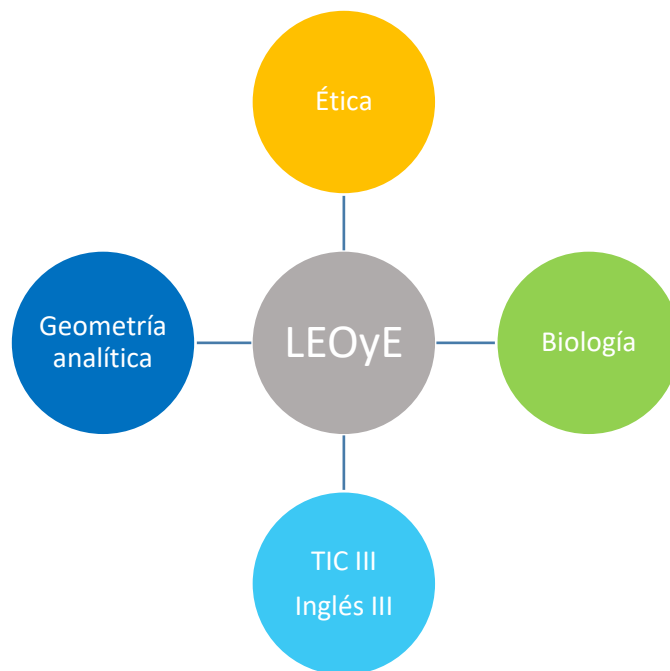 Ética
Geometría
analítica
LEOyE
Biología
TIC III
Inglés III